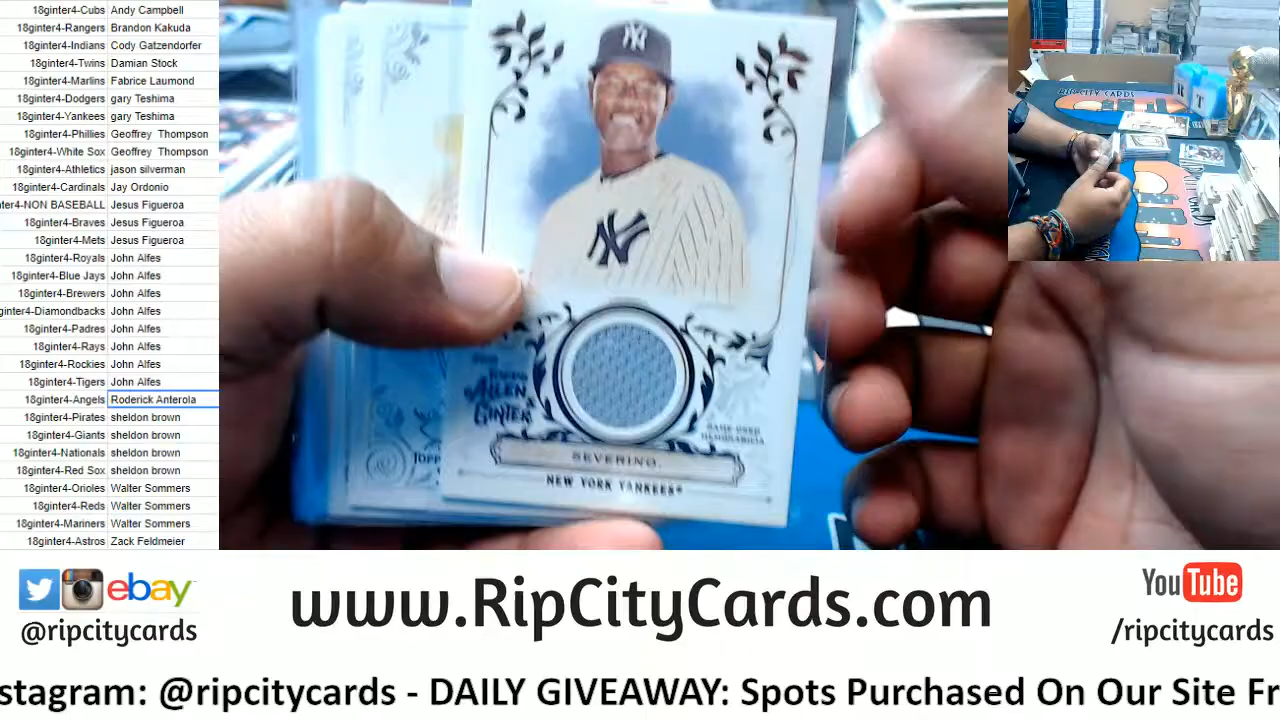 18ginter4-Cubs Andy Campbell
18ginter4-Rangers Brandon Kakuda
18ginter4-Indians Cody Gatzendorfer
18ginter4-Twins Damian Stock
18ginter4-Marlins Fabrice Laumond
18ginter4-Dodgers gary Teshima
18ginter4-Yankees gary Teshima
18ginter4-Phillies Geoffrey Thompson
18ginter4-White Sox Geoffrey Thompson
18ginter4-Athletics jason silverman
18ginter4-Cardinals Jay Ordonio
nter4-NON BASEBALL Jesus Figueroa
18ginter4-Braves Jesus Figueroa
18ginter4-Mets Jesus Figueroa
18ginter4-Royals John Alfes
18ginter4-Blue Jays John Alfes
18ginter4-Brewers John Alfes
ginter4-Diamondbacks John Alfes
18ginter4-Padres John Alfes
18ginter4-Rays John Alfes
18ginter4-Rockies John Alfes
18ginter4-Tigers John Alfes
18ginter4-Angels Roderick Anterola
18ginter4-Pirates sheldon brown
18ginter4-Giants sheldon brown
18ginter4-Nationals sheldon brown
18ginter4-Red Sox sheldon brown
18ginter4-Orioles Walter Sommers
18ginter4-Reds Walter Sommers
18ginter4-Mariners Walter Sommers
18ginter4-Astros Zack Feldmeier
NY
NY
TOPPS
ALLEN &
GINTER
GAME-USED
MEMORABILIA
SEVERINO
NEW YORK YANKEES
RIP CITY CARDS
R T
ebay
@ripcitycards
www.RipCityCards.com
YouTube
/ripcitycards
nstagram: @ripcitycards - DAILY GIVEAWAY: Spots Purchased On Our Site Fr